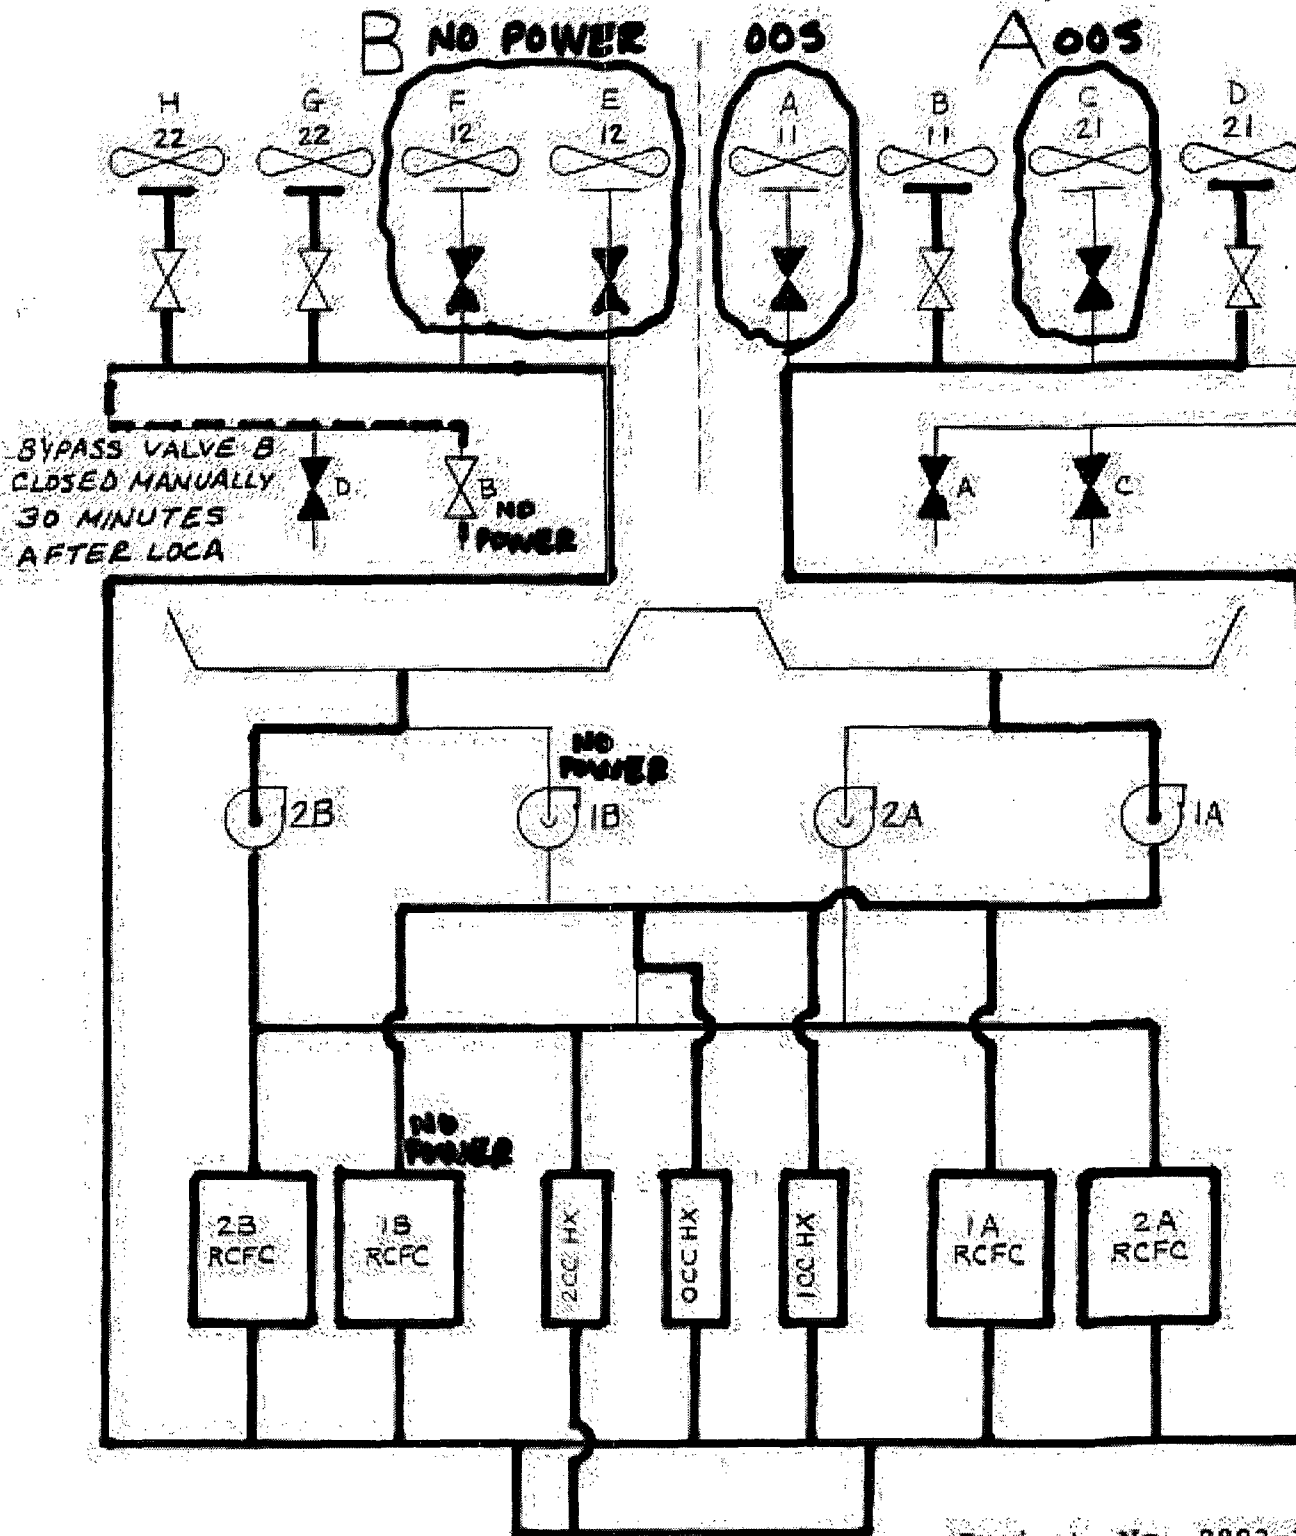 B NO POWER OOS A OOS
H G F E A B C D
22 22 12 12 11 11 21 21
BYPASS VALVE B
CLOSED MANUALLY
30 MINUTES
AFTER LOCA
D B A C
NO
POWER
NO
POWER
2B 1B 2A 1A
NO
POWER
2B
RCFC
1B
RCFC
2CC HX
0CC HX
1CC HX
1A
RCFC
2A
RCFC